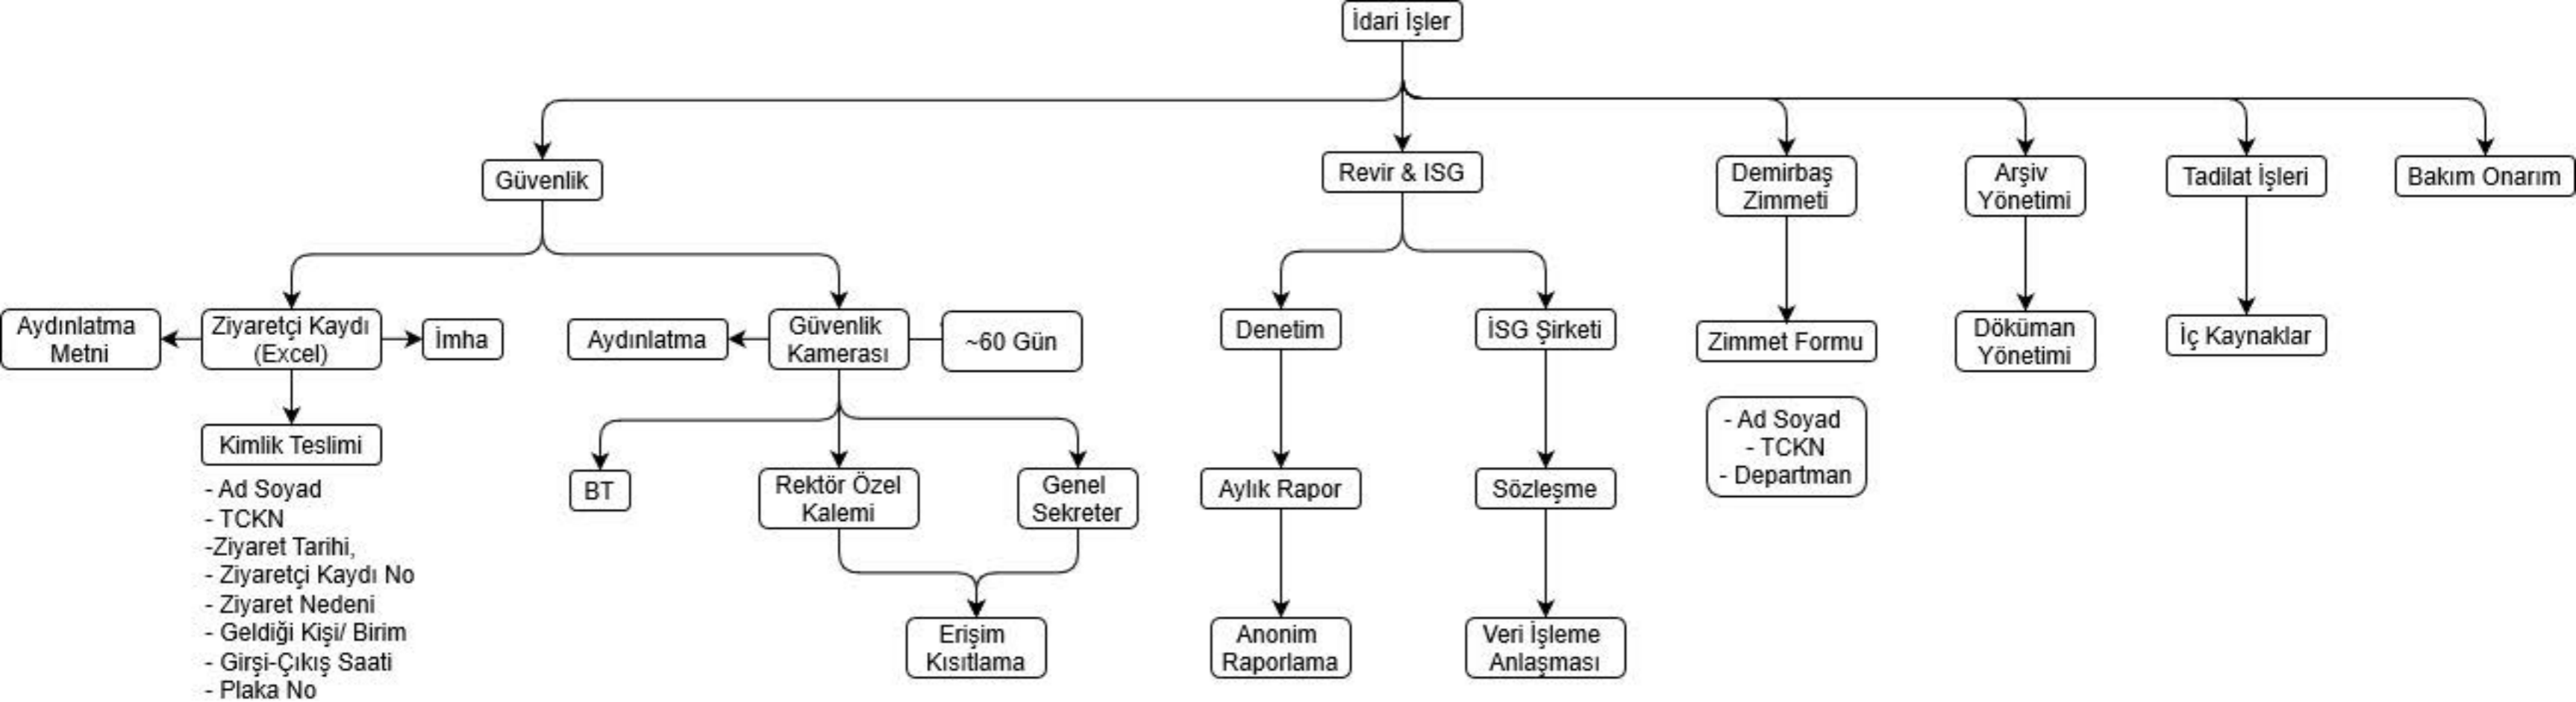 İdari İşler
Güvenlik
Revir & ISG
Demirbaş
Zimmeti
Arşiv
Yönetimi
Tadilat İşleri
Bakım Onarım
Aydınlatma
Metni
Ziyaretçi Kaydı
(Excel)
İmha
Aydınlatma
Güvenlik
Kamerası
~60 Gün
Denetim
İSG Şirketi
Zimmet Formu
Döküman
Yönetimi
İç Kaynaklar
Kimlik Teslimi
- Ad Soyad
- TCKN
-Ziyaret Tarihi,
- Ziyaretçi Kaydı No
- Ziyaret Nedeni
- Geldiği Kişi/ Birim
- Girşi-Çıkış Saati
- Plaka No
BT
Rektör Özel
Kalemi
Genel
Sekreter
Erişim
Kısıtlama
Aylık Rapor
Anonim
Raporlama
Sözleşme
Veri İşleme
Anlaşması
- Ad Soyad
- TCKN
- Departman